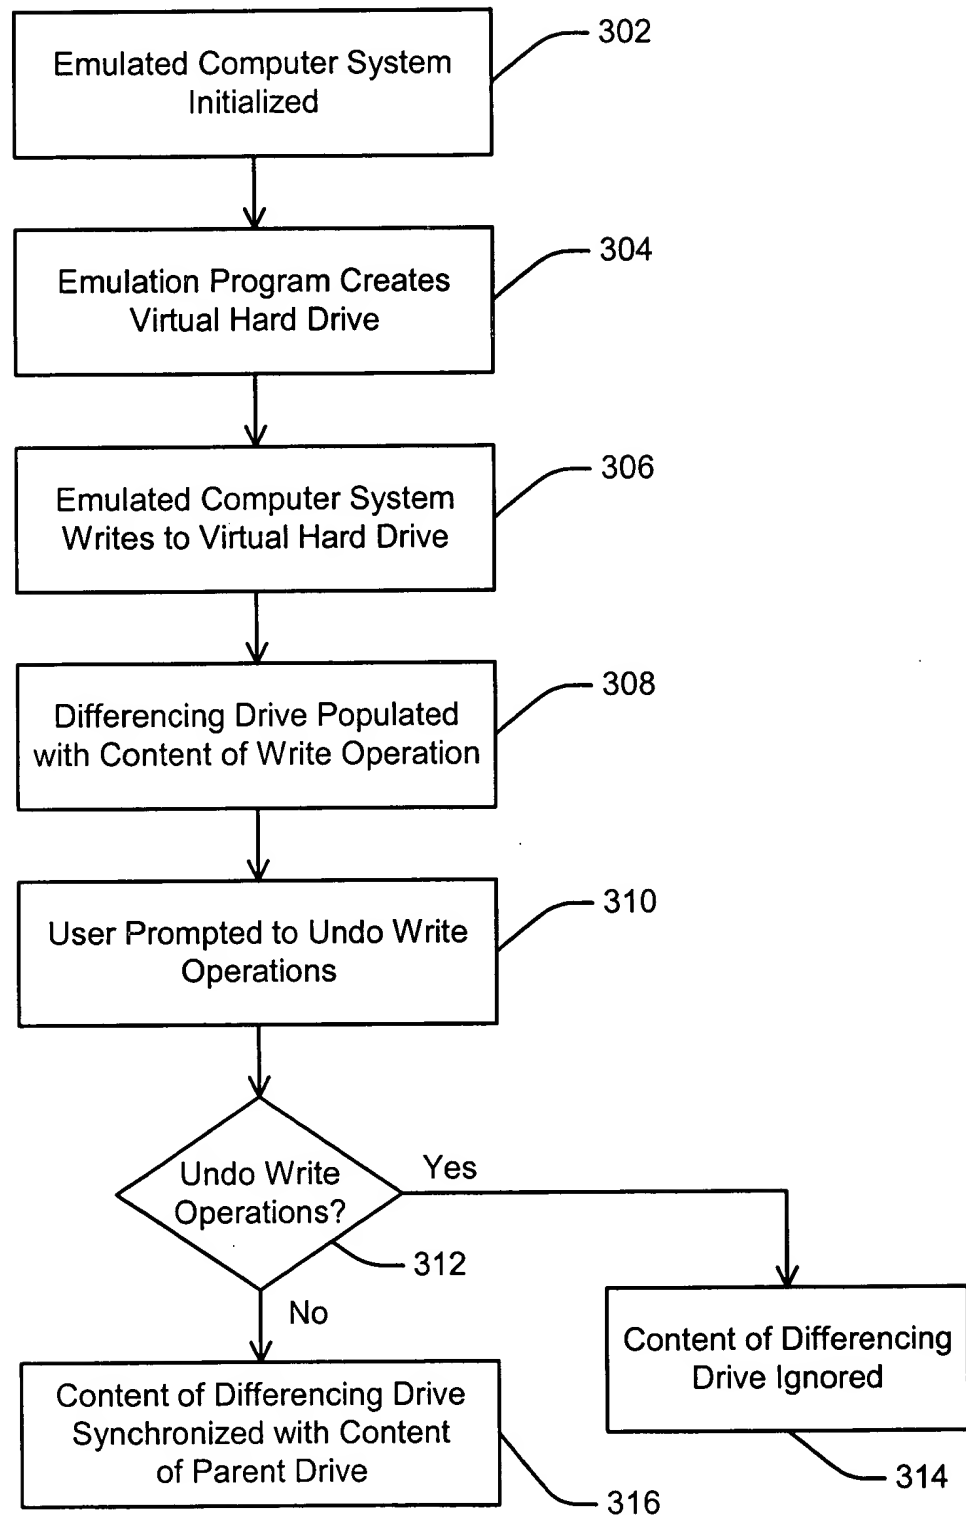 Emulated Computer System
Initialized
302
Emulation Program Creates
Virtual Hard Drive
304
Emulated Computer System
Writes to Virtual Hard Drive
306
Differencing Drive Populated
with Content of Write Operation
308
User Prompted to Undo Write
Operations
310
Undo Write
Operations?
Yes
312
No
Content of Differencing
Drive Ignored
314
Content of Differencing Drive
Synchronized with Content
of Parent Drive
316